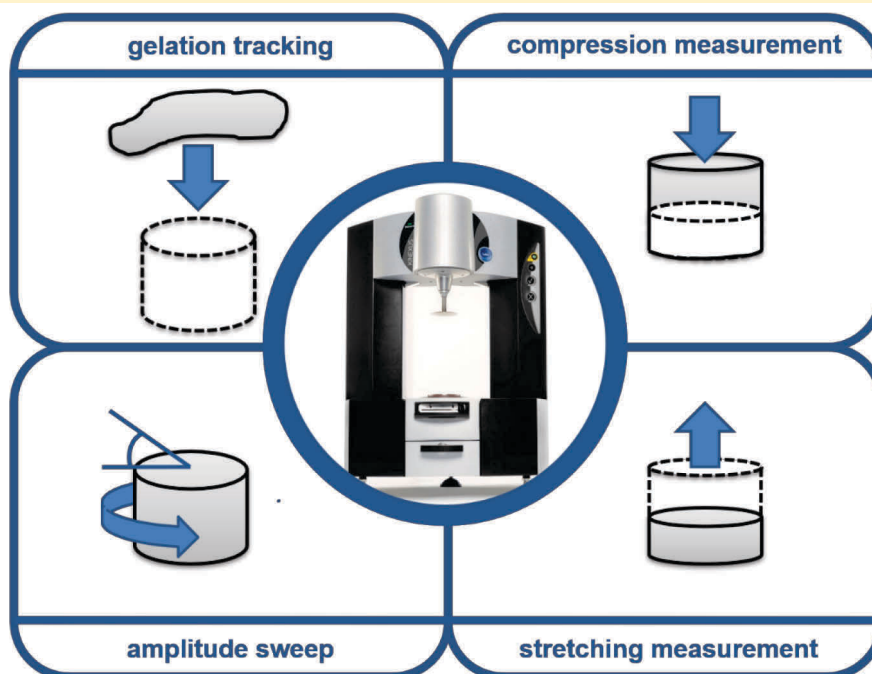 gelation tracking
compression measurement
amplitude sweep
stretching measurement